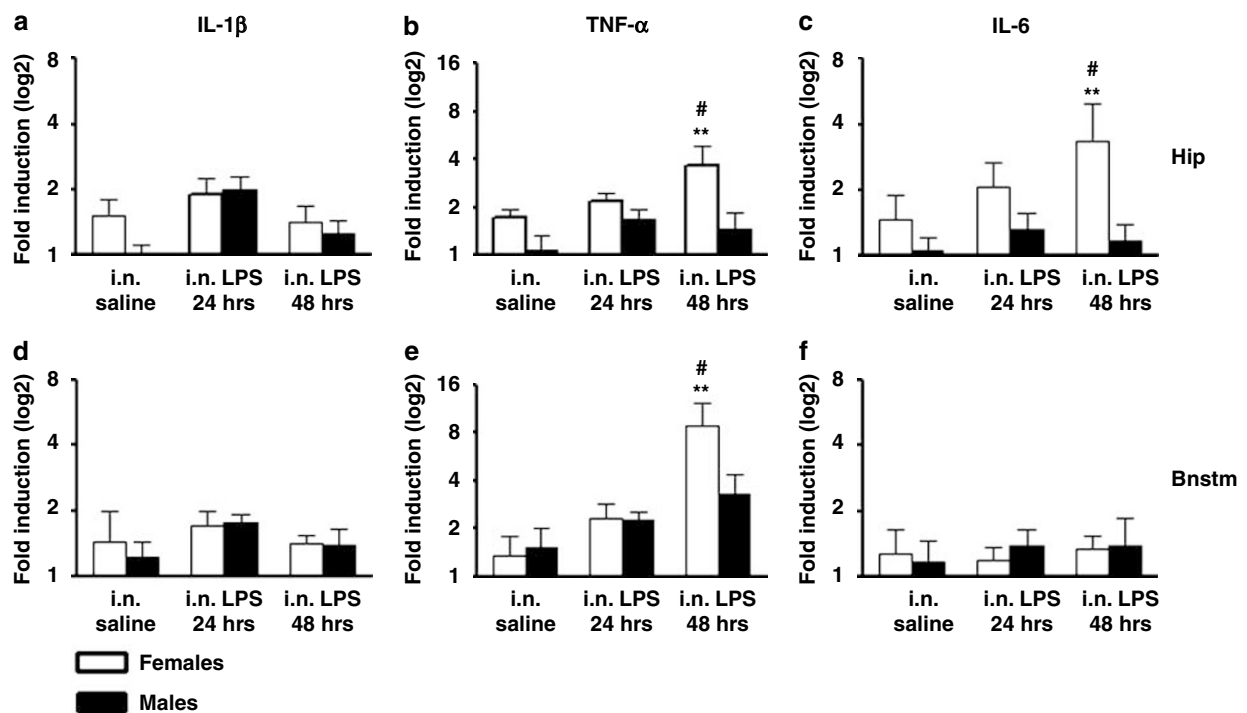 a IL-1β
b TNF-α
c IL-6
Fold induction (log2)
8
4
2
1
i.n. saline
i.n. LPS 24 hrs
i.n. LPS 48 hrs
Fold induction (log2)
16
8
4
2
1
#
**
i.n. saline
i.n. LPS 24 hrs
i.n. LPS 48 hrs
Fold induction (log2)
8
4
2
1
#
**
i.n. saline
i.n. LPS 24 hrs
i.n. LPS 48 hrs
Hip
d
Fold induction (log2)
8
4
2
1
i.n. saline
i.n. LPS 24 hrs
i.n. LPS 48 hrs
e
Fold induction (log2)
16
8
4
2
1
#
**
i.n. saline
i.n. LPS 24 hrs
i.n. LPS 48 hrs
f
Fold induction (log2)
8
4
2
1
i.n. saline
i.n. LPS 24 hrs
i.n. LPS 48 hrs
Bnstm
Females
Males